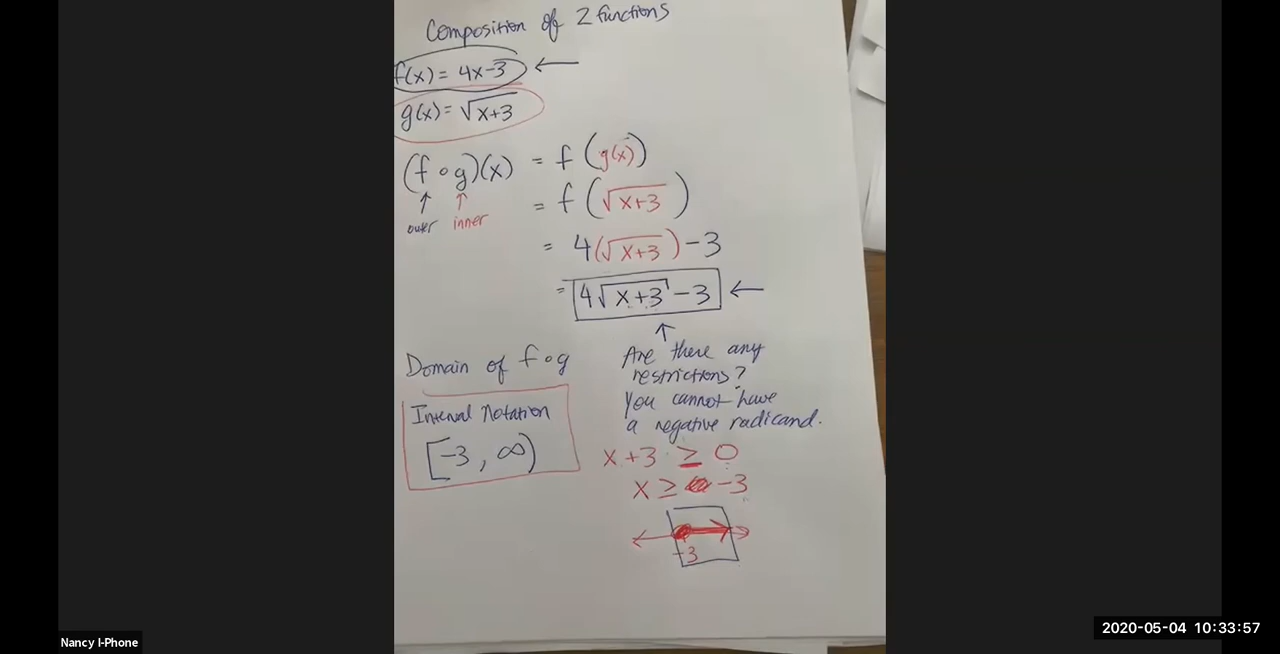 Composition of 2 functions
f(x) = 4x-3 ←
g(x) = √x+3
(f∘g)(x) = f(g(x))
↑ ↑
outer inner
= f(√x+3)
= 4(√x+3)-3
= 4√x+3-3 ←
↑
Domain of f∘g
Interval Notation
[-3, ∞)
Are there any
restrictions?
You cannot have
a negative radicand.
x+3 ≥ 0
x ≥ -3
-3
Nancy I-Phone
2020-05-04 10:33:57